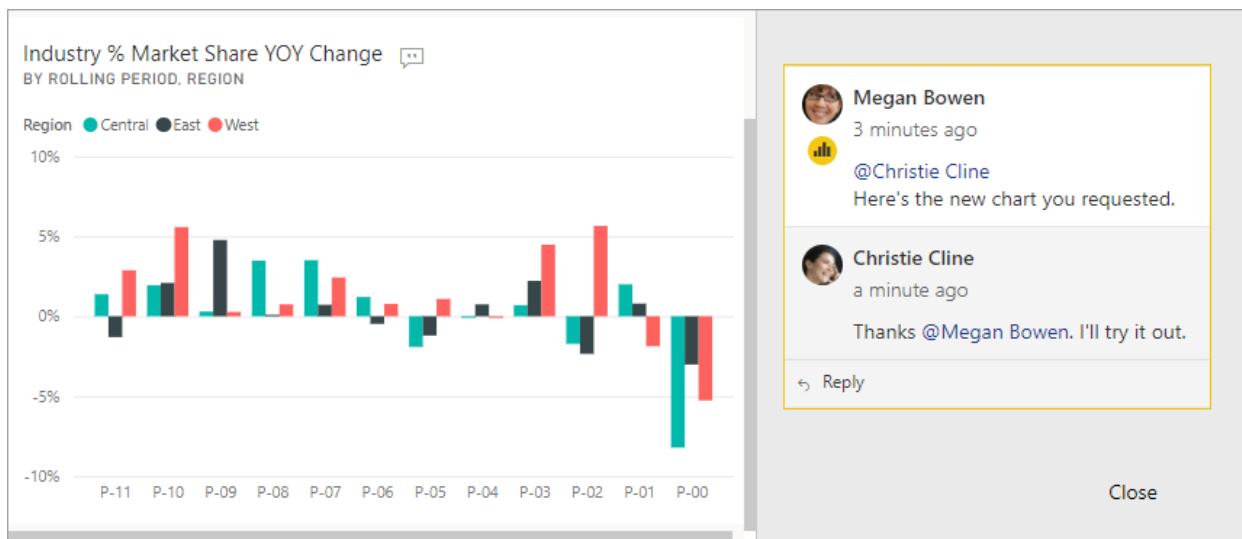 Industry % Market Share YOY Change
BY ROLLING PERIOD, REGION
Region Central East West
10%
5%
0%
-5%
-10%
P-11 P-10 P-09 P-08 P-07 P-06 P-05 P-04 P-03 P-02 P-01 P-00
Megan Bowen
3 minutes ago
@Christie Cline
Here's the new chart you requested.
Christie Cline
a minute ago
Thanks @Megan Bowen. I'll try it out.
Reply
Close